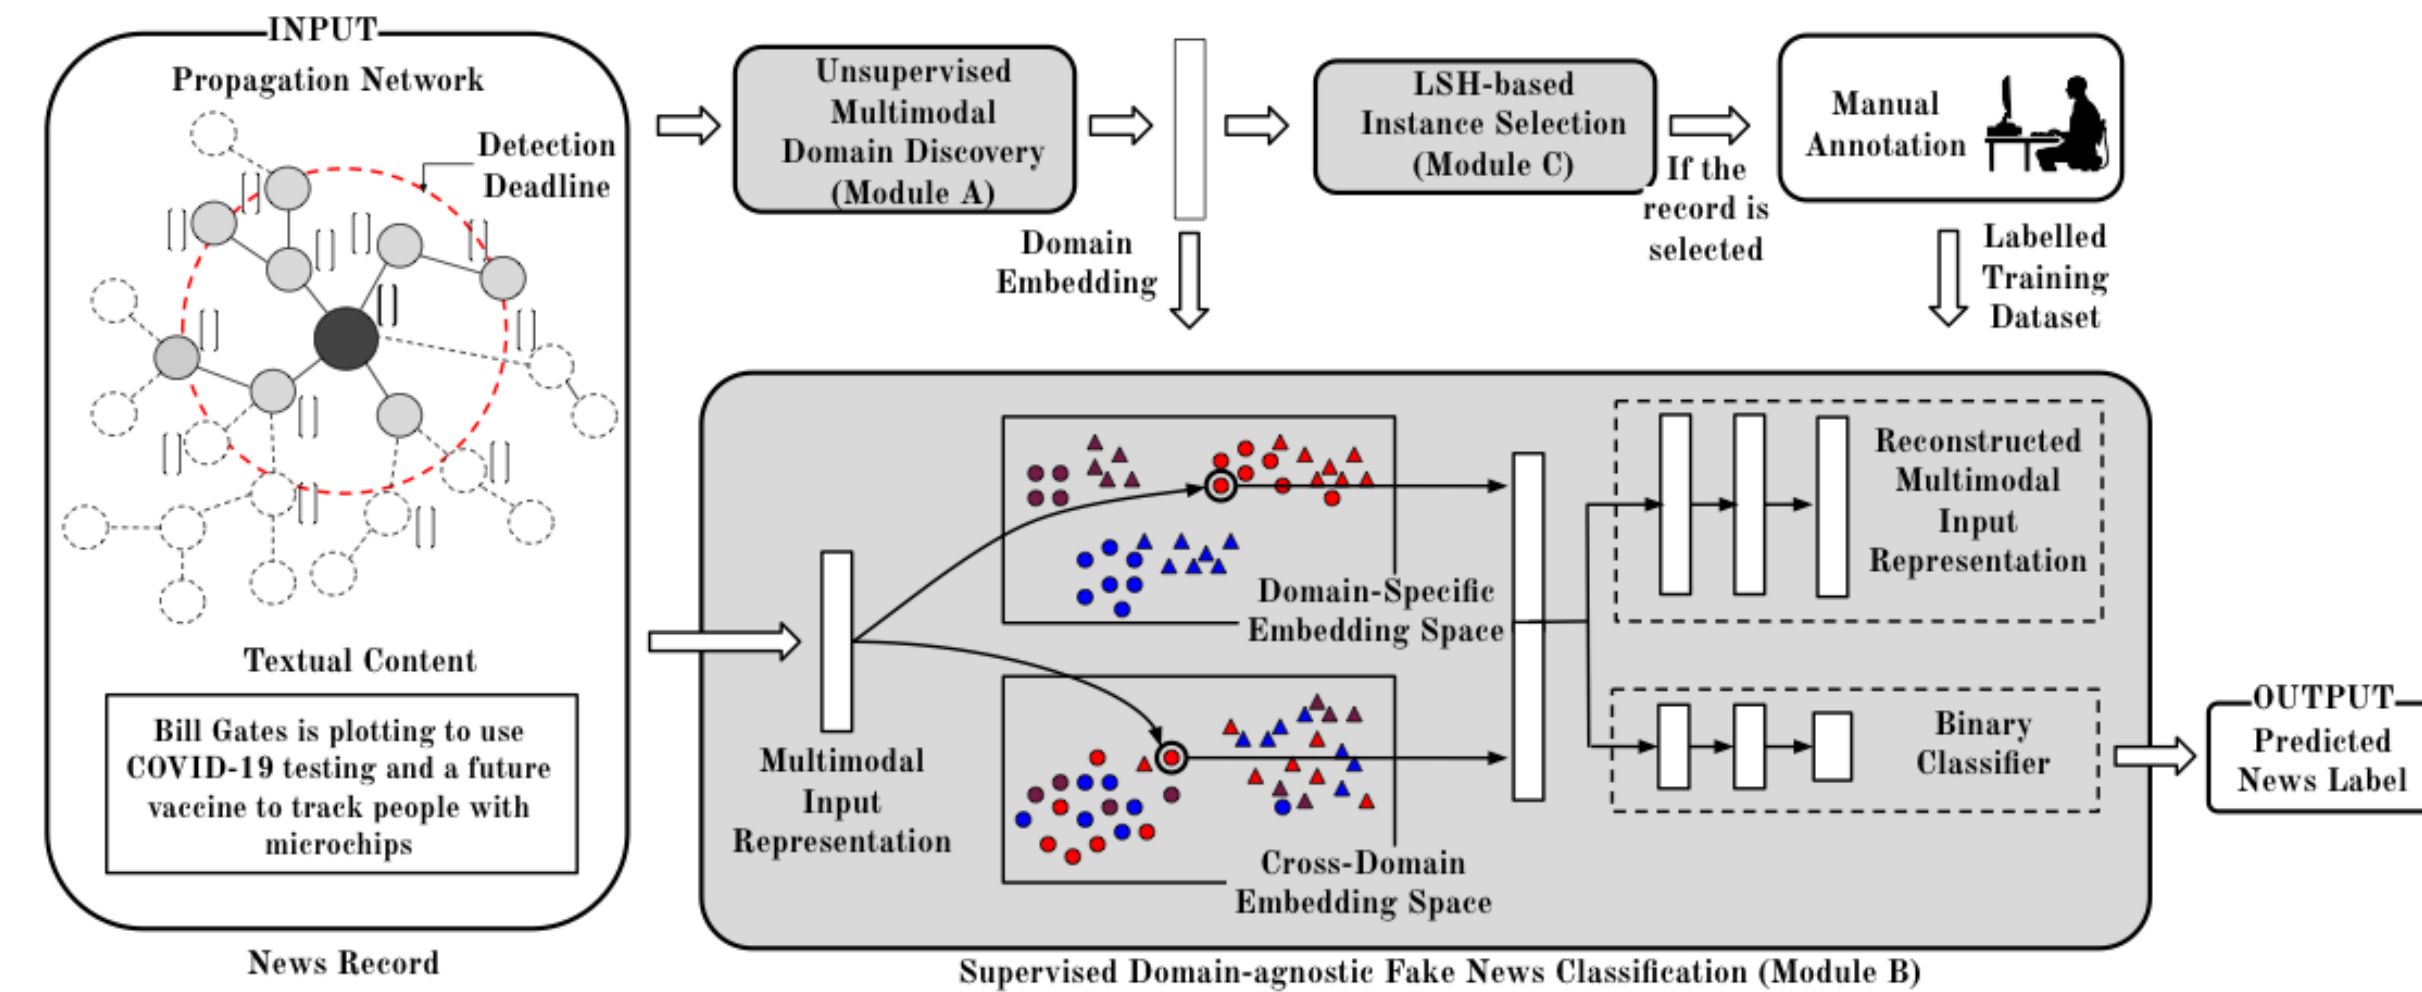 INPUT
Propagation Network
Detection
Deadline
Textual Content
Bill Gates is plotting to use
COVID-19 testing and a future
vaccine to track people with
microchips
News Record
Unsupervised
Multimodal
Domain Discovery
(Module A)
Domain
Embedding
LSH-based
Instance Selection
(Module C)
If the
record is
selected
Manual
Annotation
Labelled
Training
Dataset
Multimodal
Input
Representation
Domain-Specific
Embedding Space
Cross-Domain
Embedding Space
Reconstructed
Multimodal
Input
Representation
Binary
Classifier
Supervised Domain-agnostic Fake News Classification (Module B)
OUTPUT
Predicted
News Label